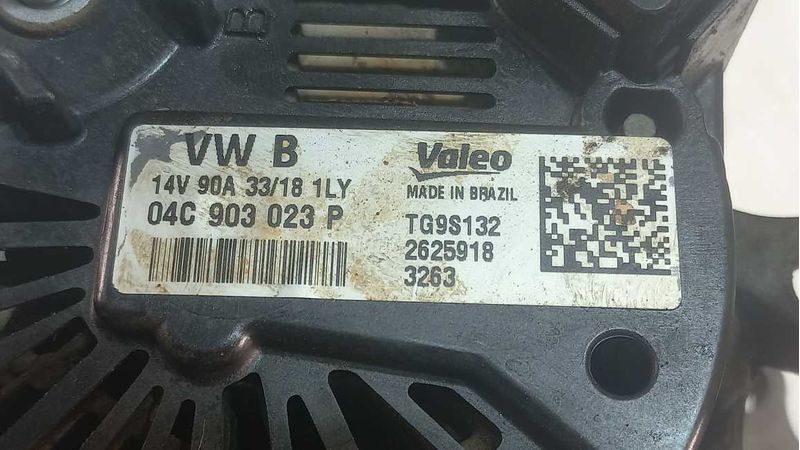 B
VW B
14V 90A 33/18 1LY
04C 903 023 P
Valeo
MADE IN BRAZIL
TG9S132
2625918
3263